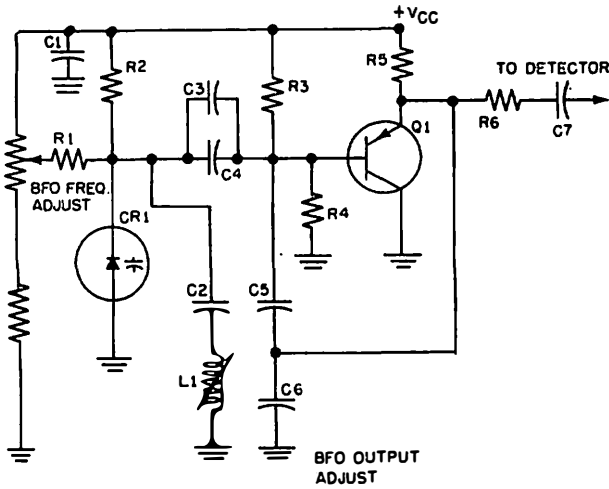 +VCC
C1
R2
R5
TO DETECTOR
C3
R3
R1
Q1
R6
C7
C4
BFO FREQ.
ADJUST
CR1
R4
C2
C5
L1
C6
BFO OUTPUT
ADJUST